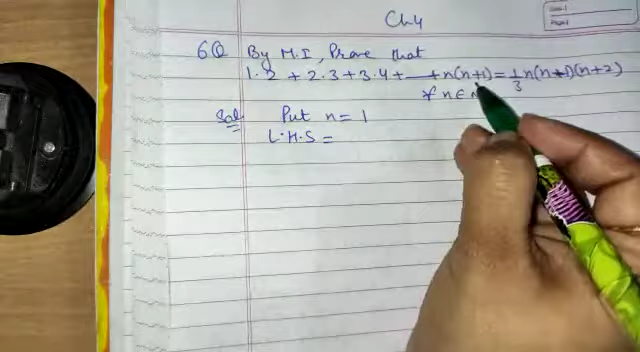 Ch4
6Q By M.I, Prove that
1·2 + 2·3 + 3·4 + __ + n(n+1) = 1/3 n(n+1)(n+2)
∀ n ∈
Sol Put n = 1
L·H·S =